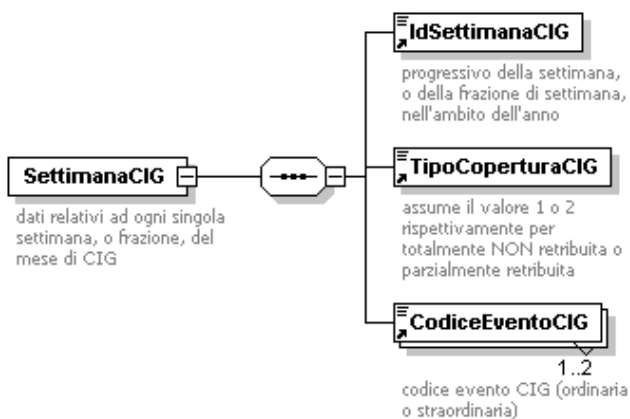 IdSettimanaCIG
progressivo della settimana,
o della frazione di settimana,
nell'ambito dell'anno
SettimanaCIG
dati relativi ad ogni singola
settimana, o frazione, del
mese di CIG
TipoCoperturaCIG
assume il valore 1 o 2
rispettivamente per
totalmente NON retribuita o
parzialmente retribuita
CodiceEventoCIG
1..2
codice evento CIG (ordinaria
o straordinaria)